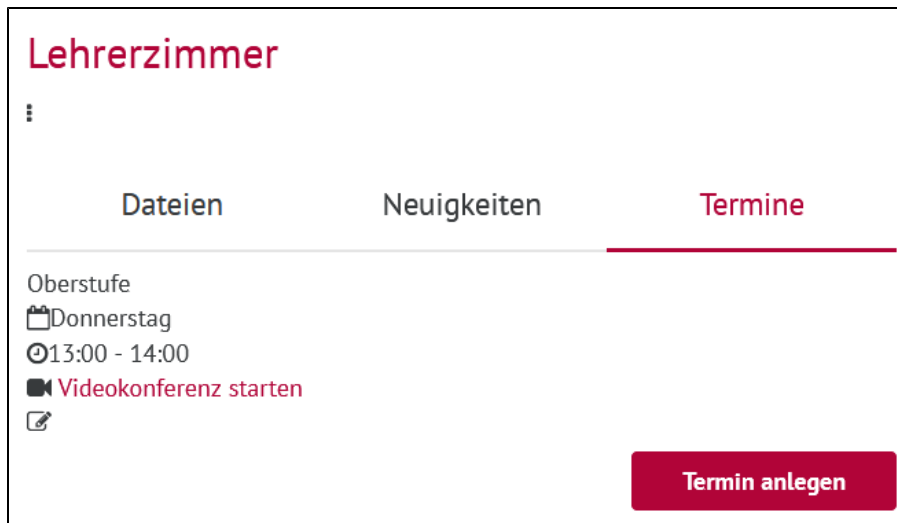 Lehrerzimmer
Dateien Neuigkeiten Termine
Oberstufe
Donnerstag
13:00 - 14:00
Videokonferenz starten
Termin anlegen